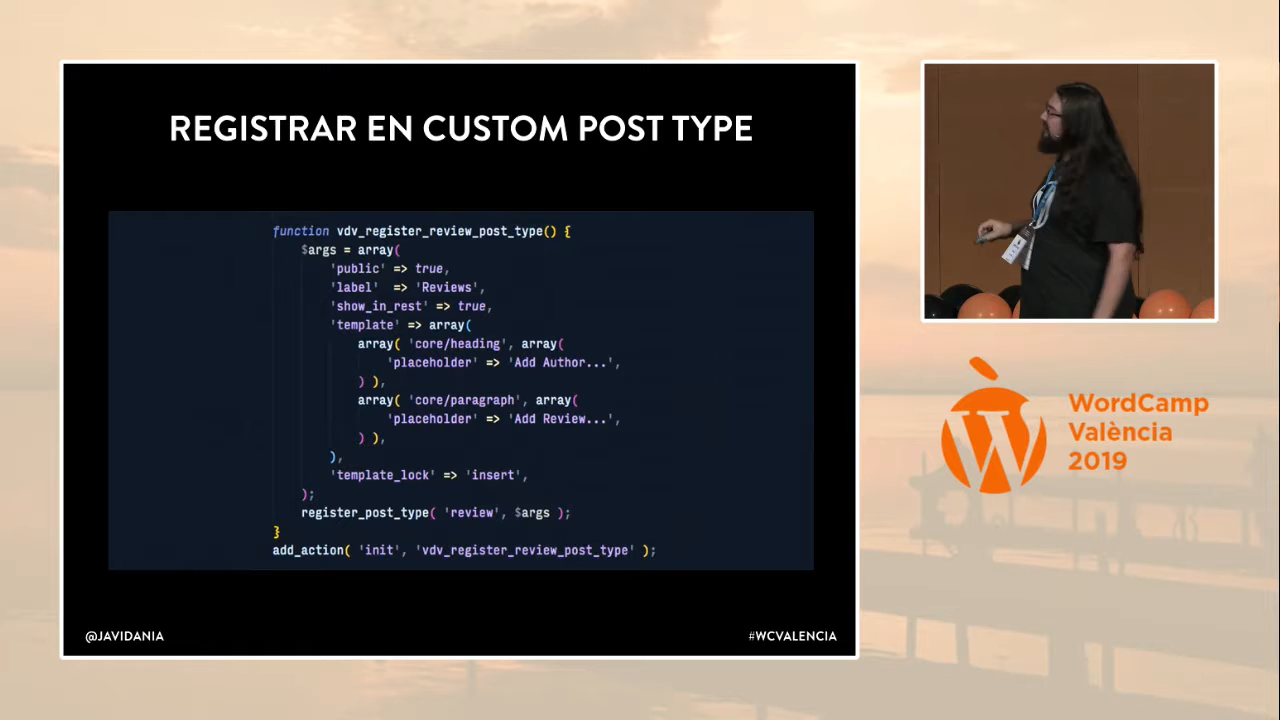 REGISTRAR EN CUSTOM POST TYPE
function vdv_register_review_post_type() {
    $args = array(
        'public' => true,
        'label'  => 'Reviews',
        'show_in_rest' => true,
        'template' => array(
            array( 'core/heading', array(
                'placeholder' => 'Add Author...',
            ) ),
            array( 'core/paragraph', array(
                'placeholder' => 'Add Review...',
            ) ),
        ),
        'template_lock' => 'insert',
    );
    register_post_type( 'review', $args );
}
add_action( 'init', 'vdv_register_review_post_type' );
@JAVIDANIA
#WCVALENCIA
WordCamp
València
2019